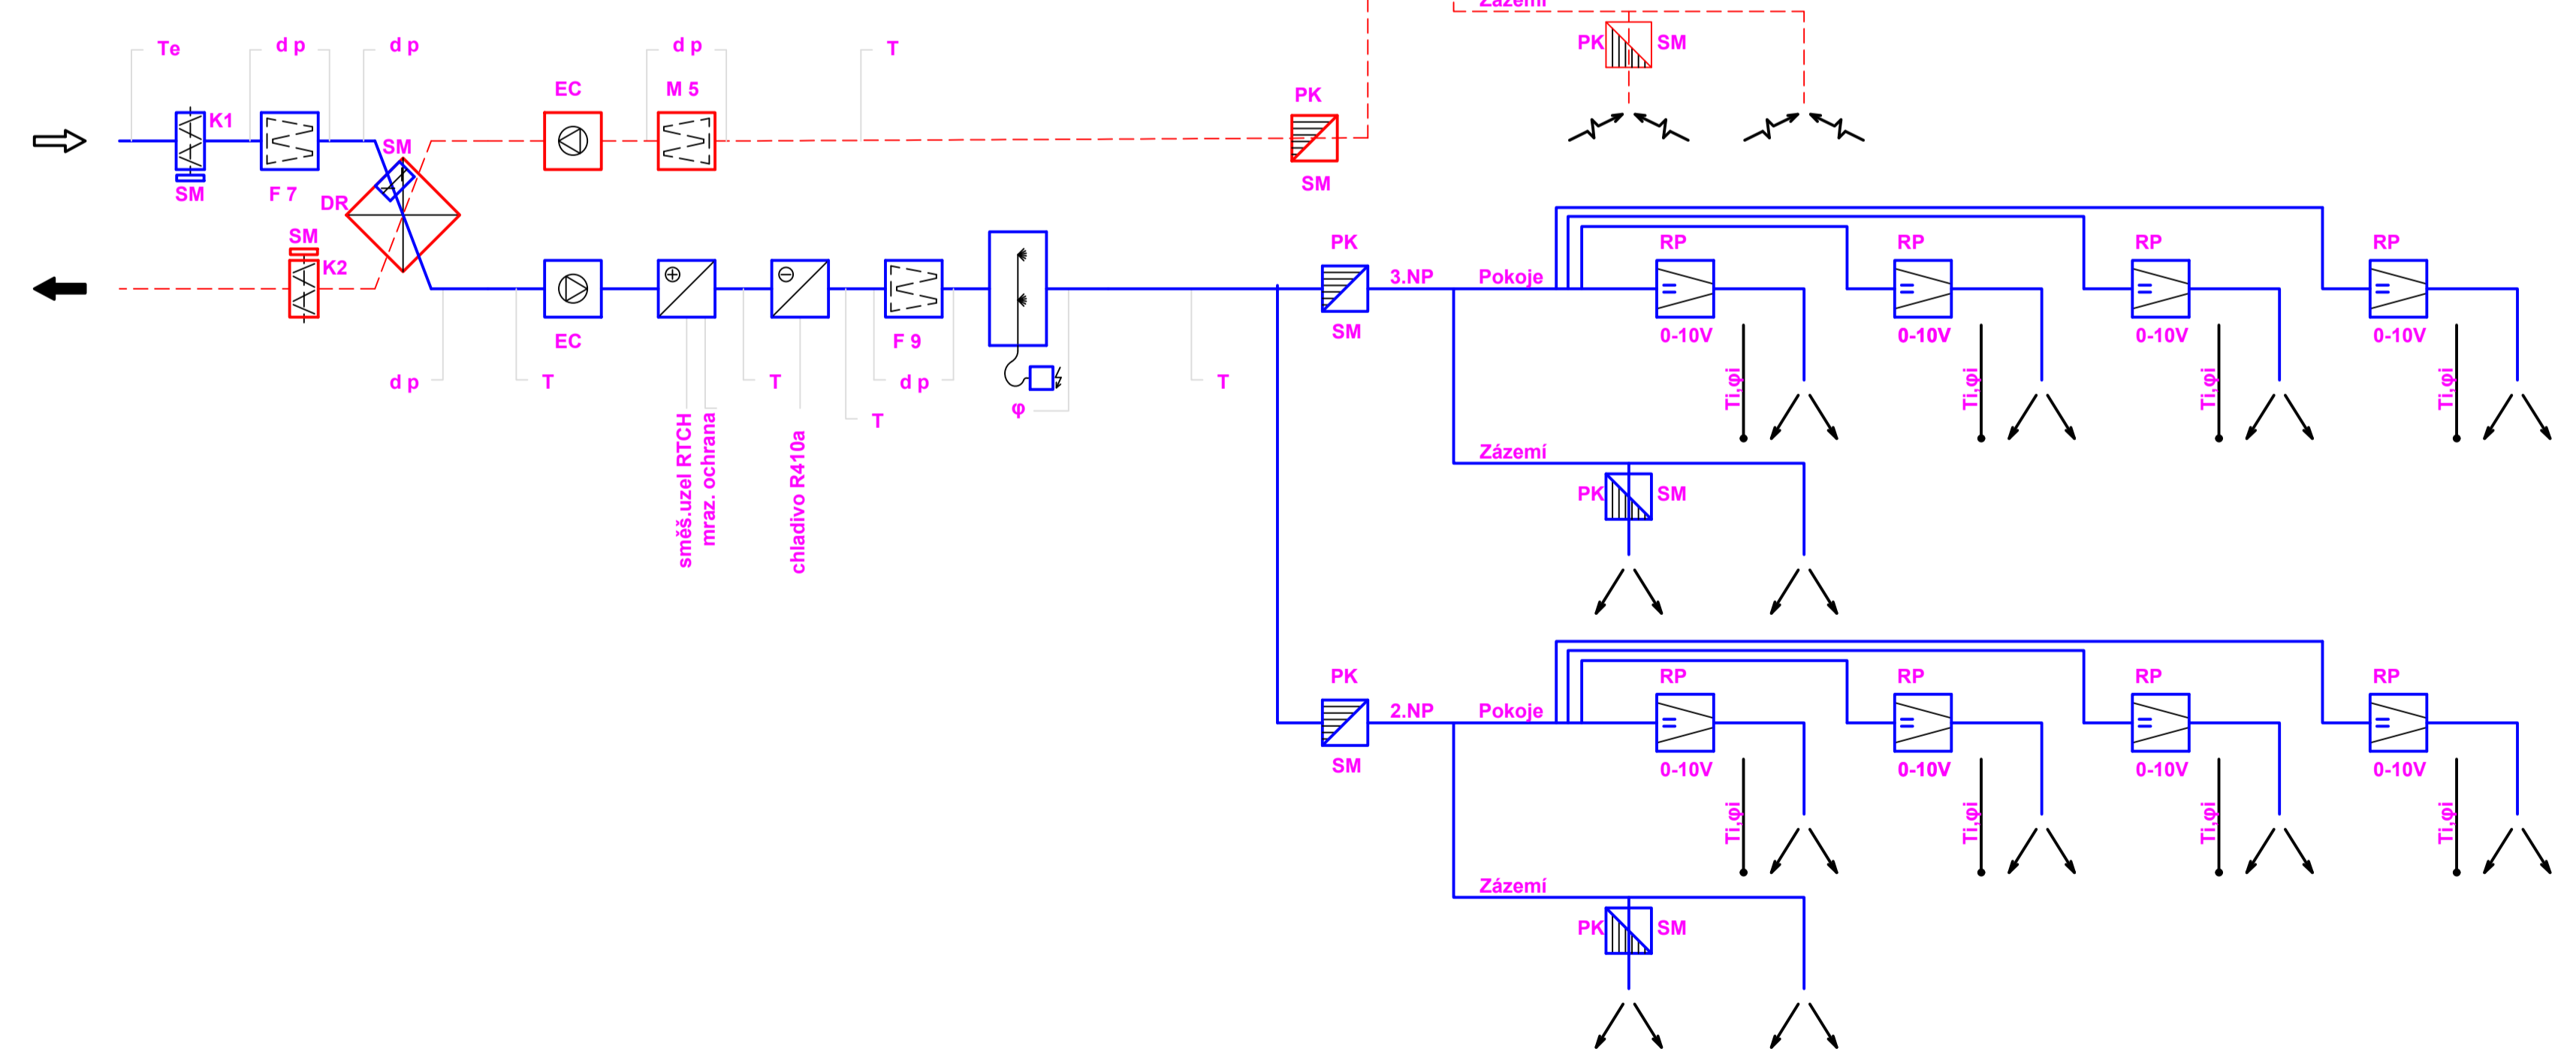 Zázemí
Te
d p
d p
d p
T
PK
SM
EC
M 5
PK
K1
SM
SM
F 7
DR
SM
SM
K2
PK
3.NP
Pokoje
RP
RP
RP
RP
SM
EC
F 9
0-10V
0-10V
0-10V
0-10V
d p
T
T
d p
T
T
φ
směš.uzel RTCH
mraz. ochrana
chladivo R410a
Ti,φi
Ti,φi
Ti,φi
Ti,φi
Zázemí
PK
SM
PK
2.NP
Pokoje
RP
RP
RP
RP
SM
0-10V
0-10V
0-10V
0-10V
Ti,φi
Ti,φi
Ti,φi
Ti,φi
Zázemí
PK
SM